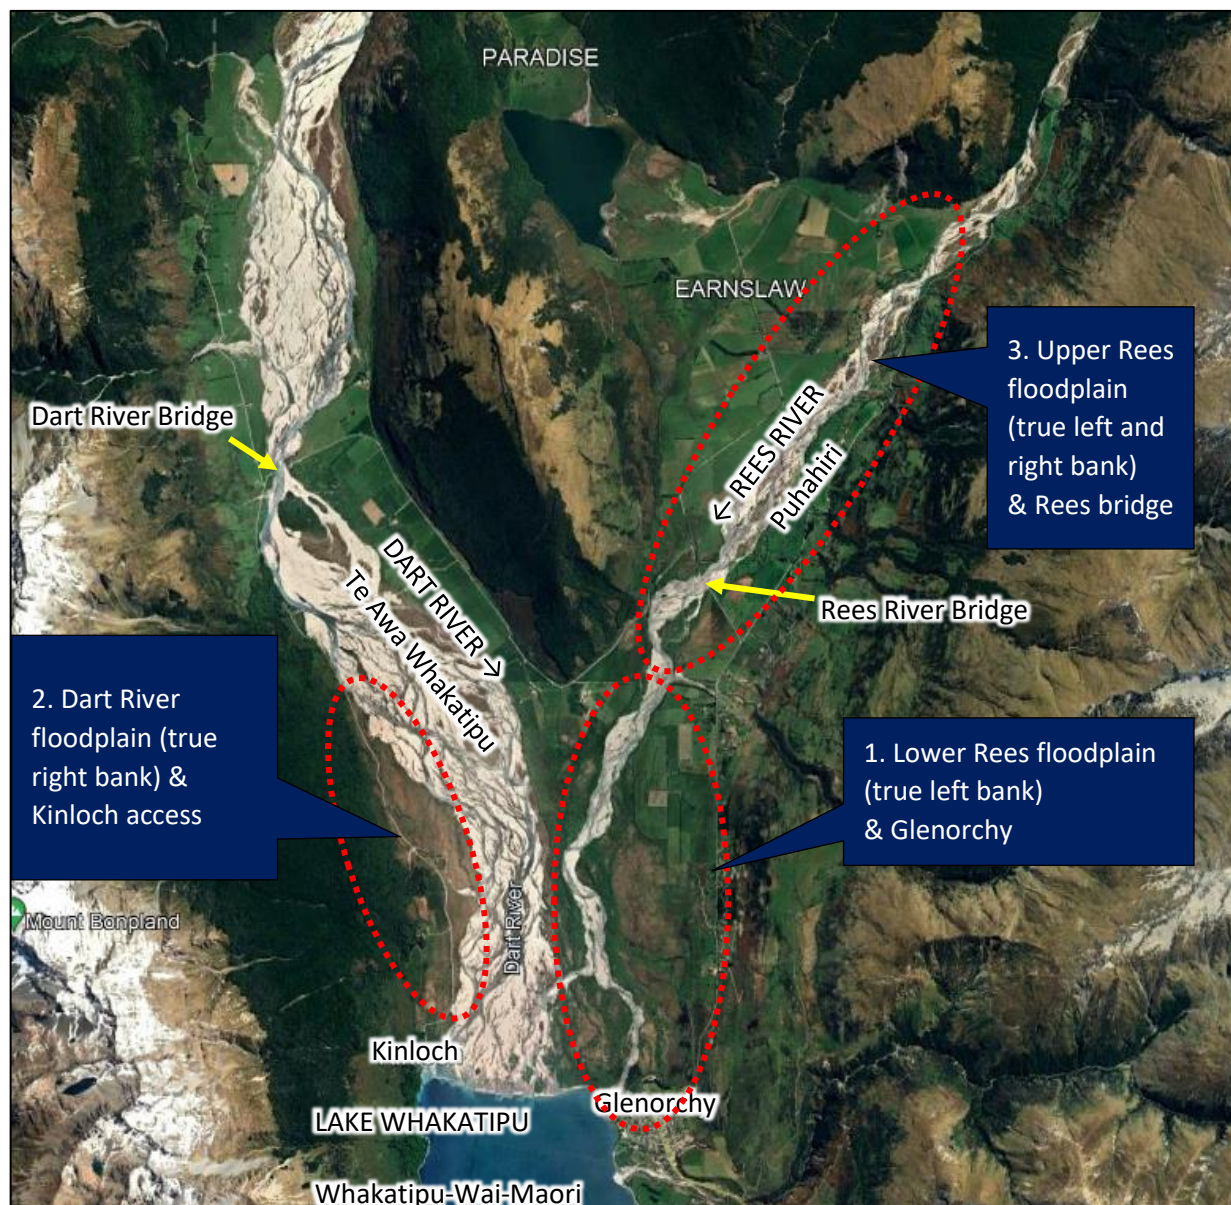 PARADISE
EARNSLAW
3. Upper Rees
floodplain
(true left and
right bank)
& Rees bridge
Dart River Bridge
← REES RIVER
Puhahiri
DART RIVER →
Te Awa Whakatipu
Rees River Bridge
2. Dart River
floodplain (true
right bank) &
Kinloch access
1. Lower Rees floodplain
(true left bank)
& Glenorchy
Mount Bonpland
Dart River
Kinloch
Glenorchy
LAKE WHAKATIPU
Whakatipu-Wai-Maori